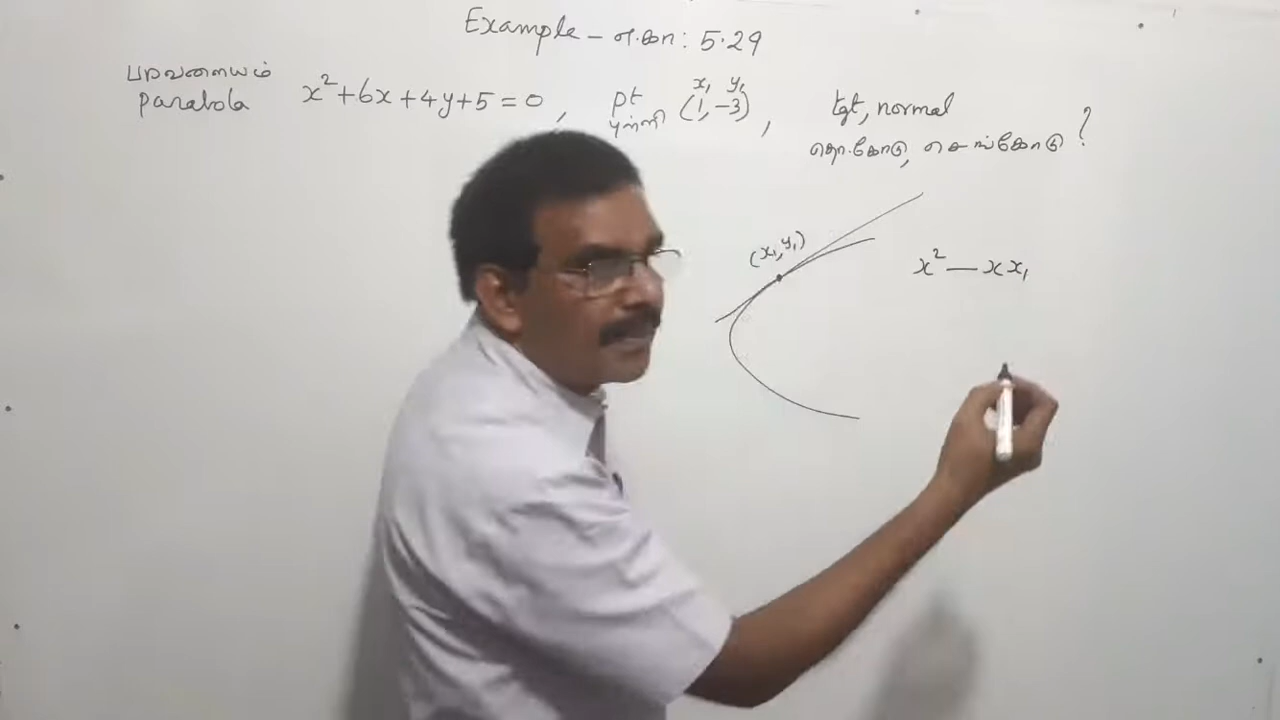 Example – எ.கா : 5.29
பரவளையம்
parabola x²+6x+4y+5=0, pt (1, -3), tgt, normal
x₁ y₁
புள்ளி
தொ.கோடு, செங்கோடு ?
(x₁, y₁)
x² — xx₁